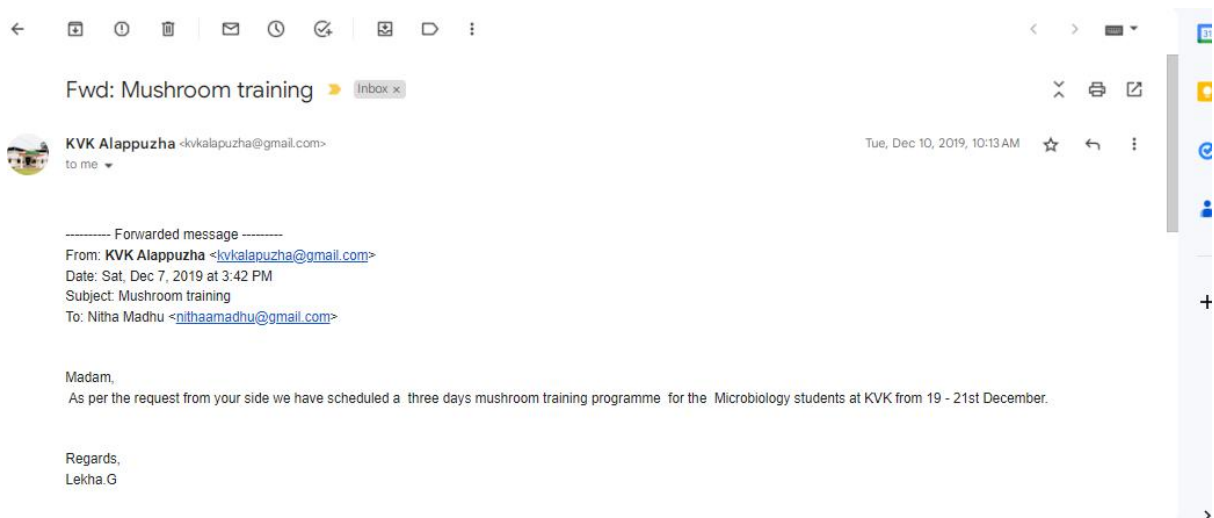 Fwd: Mushroom training Inbox x
KVK Alappuzha <kvkalapuzha@gmail.com> Tue, Dec 10, 2019, 10:13 AM
to me
---------- Forwarded message ---------
From: KVK Alappuzha <kvkalapuzha@gmail.com>
Date: Sat, Dec 7, 2019 at 3:42 PM
Subject: Mushroom training
To: Nitha Madhu <nithaamadhu@gmail.com>
Madam,
As per the request from your side we have scheduled a three days mushroom training programme for the Microbiology students at KVK from 19 - 21st December.
Regards,
Lekha.G
31